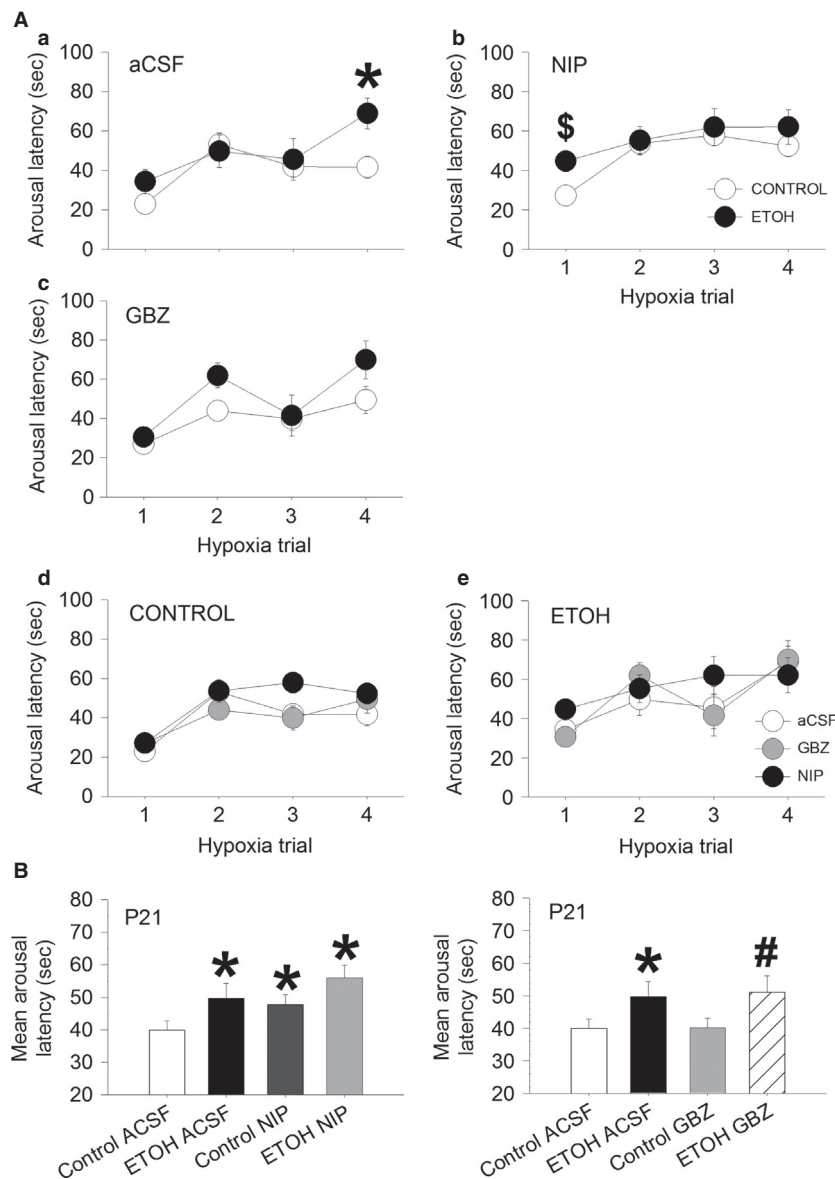 A
a
aCSF
*
Arousal latency (sec)
100
80
60
40
20
0
b
NIP
$
Arousal latency (sec)
100
80
60
40
20
0
CONTROL
ETOH
1 2 3 4
Hypoxia trial
c
GBZ
Arousal latency (sec)
100
80
60
40
20
0
1 2 3 4
Hypoxia trial
d
CONTROL
Arousal latency (sec)
100
80
60
40
20
0
1 2 3 4
Hypoxia trial
e
ETOH
Arousal latency (sec)
100
80
60
40
20
0
aCSF
GBZ
NIP
1 2 3 4
Hypoxia trial
B
P21
Mean arousal
latency (sec)
80
70
60
50
40
30
20
* * *
Control ACSF
ETOH ACSF
Control NIP
ETOH NIP
P21
Mean arousal
latency (sec)
80
70
60
50
40
30
20
* #
Control ACSF
ETOH ACSF
Control GBZ
ETOH GBZ